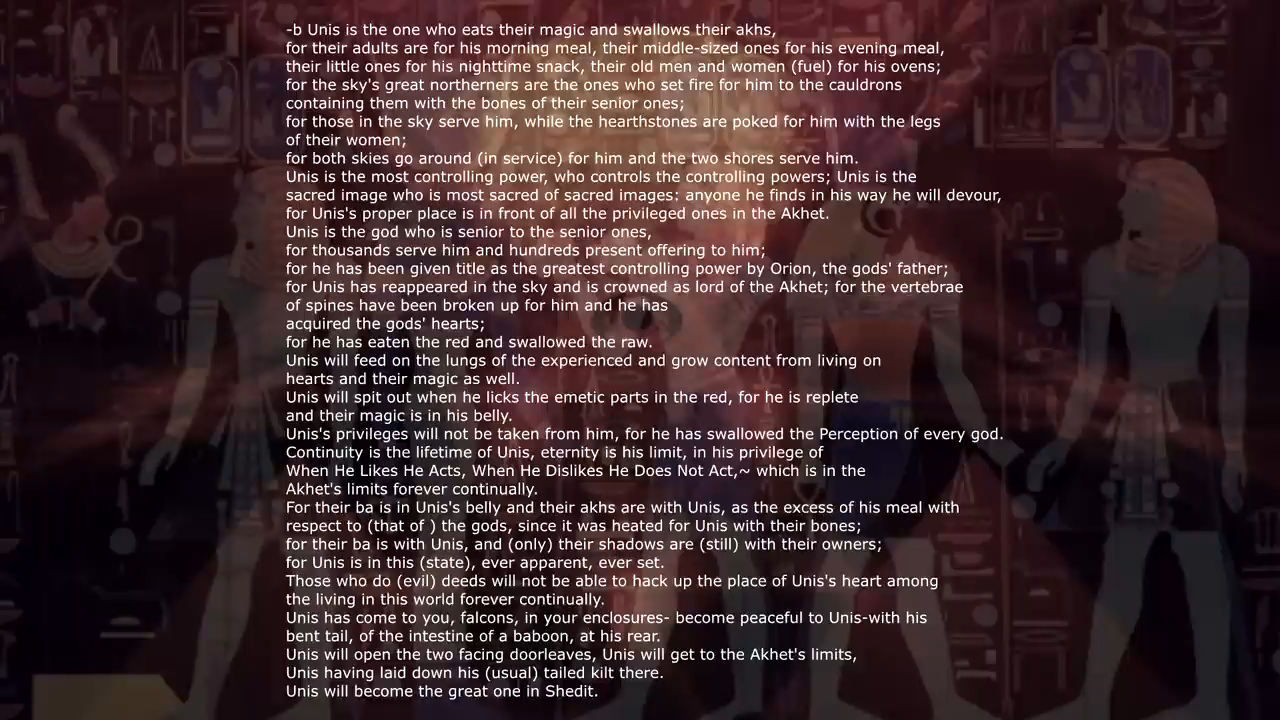 -b Unis is the one who eats their magic and swallows their akhs,
for their adults are for his morning meal, their middle-sized ones for his evening meal,
their little ones for his nighttime snack, their old men and women (fuel) for his ovens;
for the sky's great northerners are the ones who set fire for him to the cauldrons
containing them with the bones of their senior ones;
for those in the sky serve him, while the hearthstones are poked for him with the legs
of their women;
for both skies go around (in service) for him and the two shores serve him.
Unis is the most controlling power, who controls the controlling powers; Unis is the
sacred image who is most sacred of sacred images: anyone he finds in his way he will devour,
for Unis's proper place is in front of all the privileged ones in the Akhet.
Unis is the god who is senior to the senior ones,
for thousands serve him and hundreds present offering to him;
for he has been given title as the greatest controlling power by Orion, the gods' father;
for Unis has reappeared in the sky and is crowned as lord of the Akhet; for the vertebrae
of spines have been broken up for him and he has
acquired the gods' hearts;
for he has eaten the red and swallowed the raw.
Unis will feed on the lungs of the experienced and grow content from living on
hearts and their magic as well.
Unis will spit out when he licks the emetic parts in the red, for he is replete
and their magic is in his belly.
Unis's privileges will not be taken from him, for he has swallowed the Perception of every god.
Continuity is the lifetime of Unis, eternity is his limit, in his privilege of
When He Likes He Acts, When He Dislikes He Does Not Act,~ which is in the
Akhet's limits forever continually.
For their ba is in Unis's belly and their akhs are with Unis, as the excess of his meal with
respect to (that of ) the gods, since it was heated for Unis with their bones;
for their ba is with Unis, and (only) their shadows are (still) with their owners;
for Unis is in this (state), ever apparent, ever set.
Those who do (evil) deeds will not be able to hack up the place of Unis's heart among
the living in this world forever continually.
Unis has come to you, falcons, in your enclosures- become peaceful to Unis-with his
bent tail, of the intestine of a baboon, at his rear.
Unis will open the two facing doorleaves, Unis will get to the Akhet's limits,
Unis having laid down his (usual) tailed kilt there.
Unis will become the great one in Shedit.